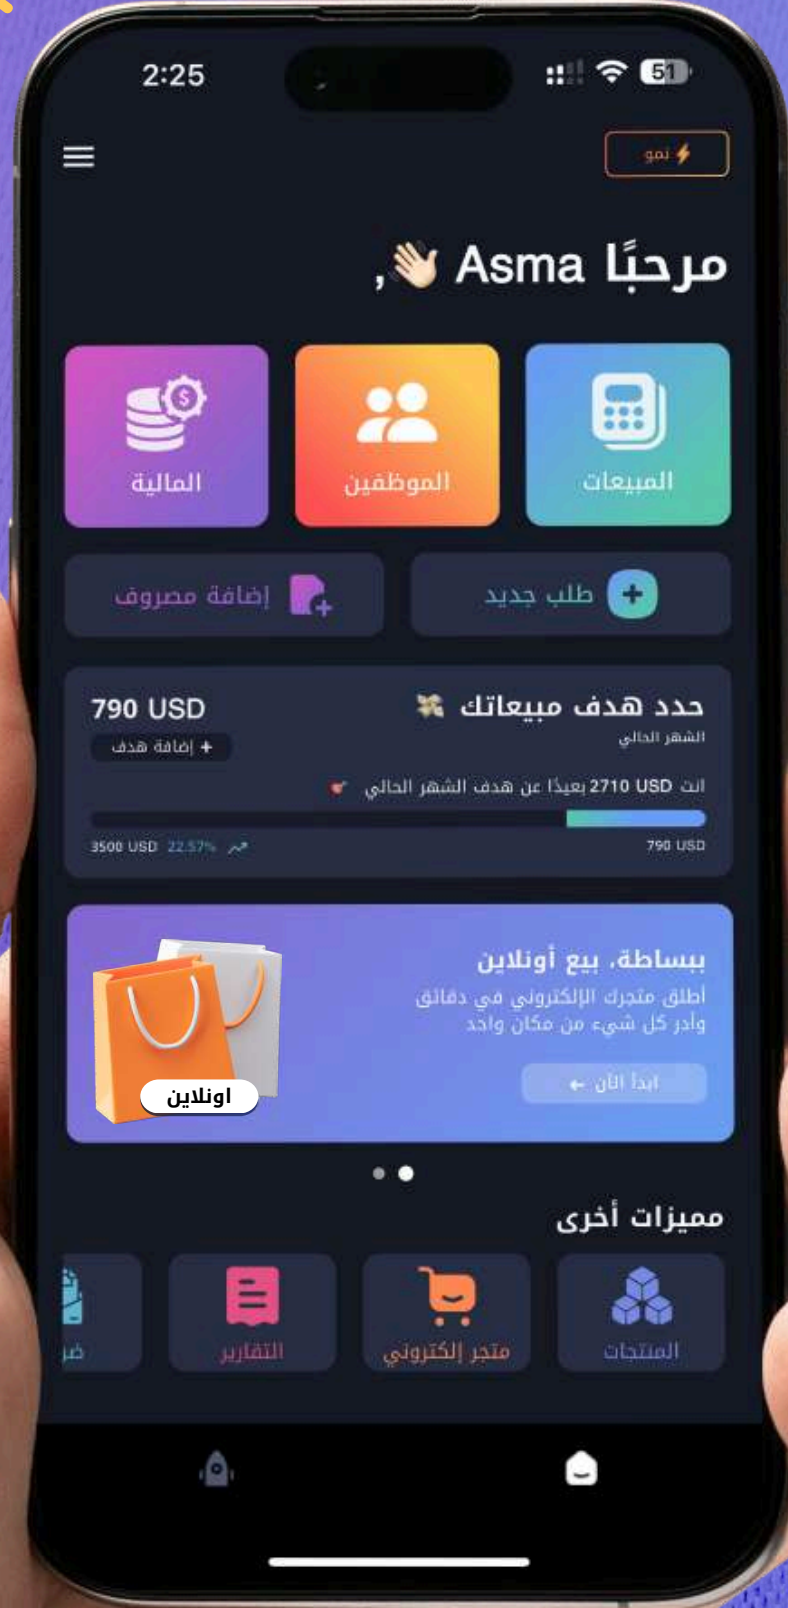 2:25
51
نمو
مرحبًا Asma 👋🏻,
المبيعات
الموظفين
المالية
طلب جديد
إضافة مصروف
حدد هدف مبيعاتك 💸
790 USD
الشهر الحالي
+ إضافة هدف
انت 2710 USD بعيدًا عن هدف الشهر الحالي 🎯
790 USD
3500 USD 22.57%
ببساطة، بيع أونلاين
أطلق متجرك الإلكتروني في دقائق
وأدر كل شيء من مكان واحد
ابدأ الآن ←
اونلاين
مميزات أخرى
المنتجات
متجر إلكتروني
التقارير
ضر